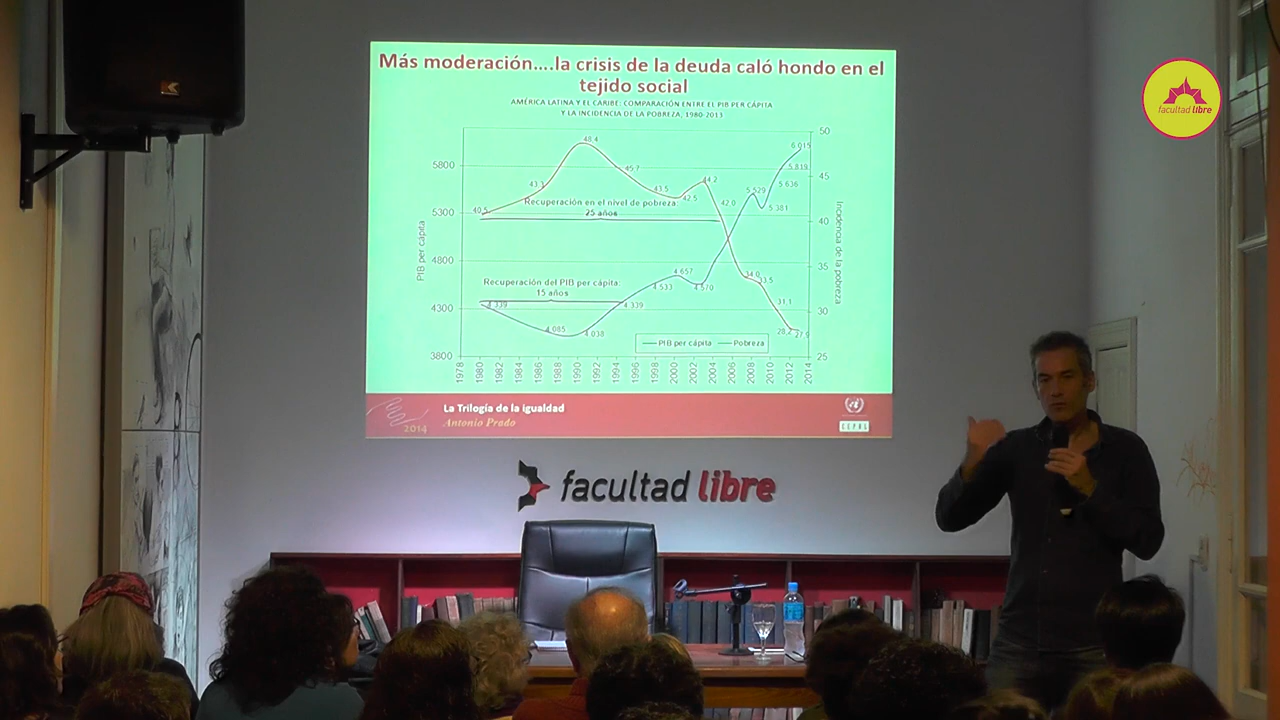 Más moderación....la crisis de la deuda caló hondo en el
tejido social
AMÉRICA LATINA Y EL CARIBE: COMPARACIÓN ENTRE EL PIB PER CÁPITA
Y LA INCIDENCIA DE LA POBREZA, 1980-2013
facultad libre
5800
5300
4800
4300
3800
PIB per cápita
50
45
40
35
30
25
Incidencia de la pobreza
40.5
43.3
48.4
45.7
43.5
42.5
44.2
42.0
34.0
33.5
31.1
28.2
27.9
Recuperación en el nivel de pobreza:
25 años
Recuperación del PIB per cápita:
15 años
4 339
4 085
4 038
4 339
4 533
4 657
4 570
5 529
5 381
5 636
5 819
6 015
PIB per cápita
Pobreza
1978 1980 1982 1984 1986 1988 1990 1992 1994 1996 1998 2000 2002 2004 2006 2008 2010 2012 2014
La Trilogía de la igualdad
Antonio Prado
2014
CEPAL
facultad libre